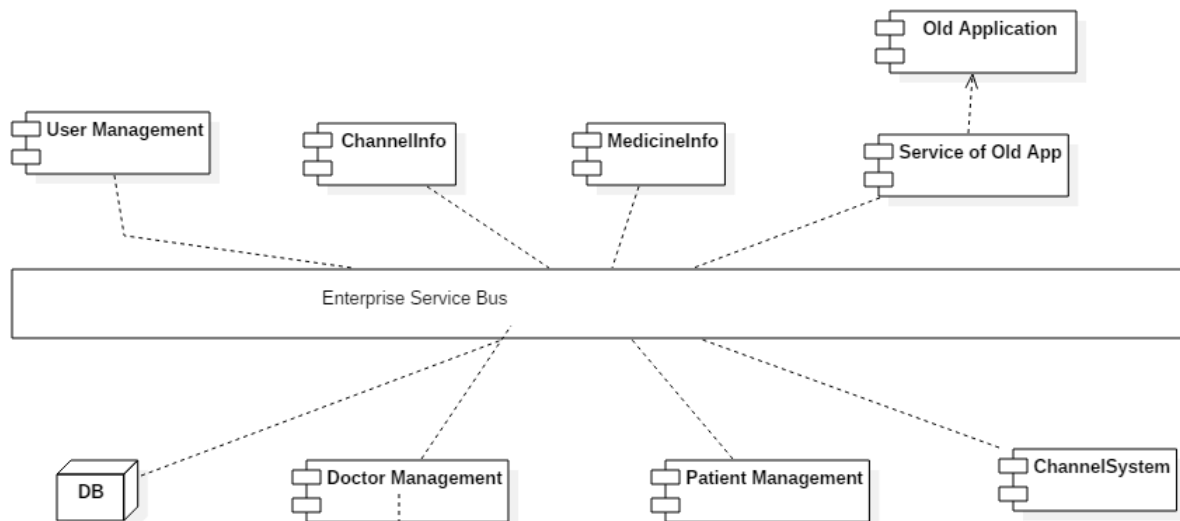 Old Application
User Management
ChannelInfo
MedicineInfo
Service of Old App
Enterprise Service Bus
DB
Doctor Management
Patient Management
ChannelSystem